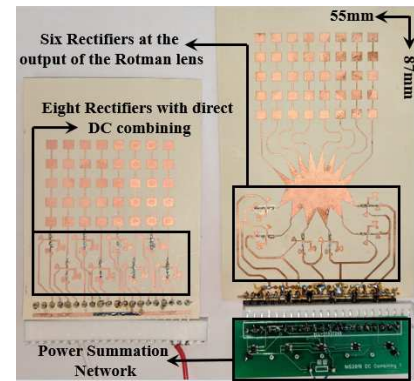 55mm
87mm
Six Rectifiers at the
output of the Rotman lens
Eight Rectifiers with direct
DC combining
Power Summation
Network